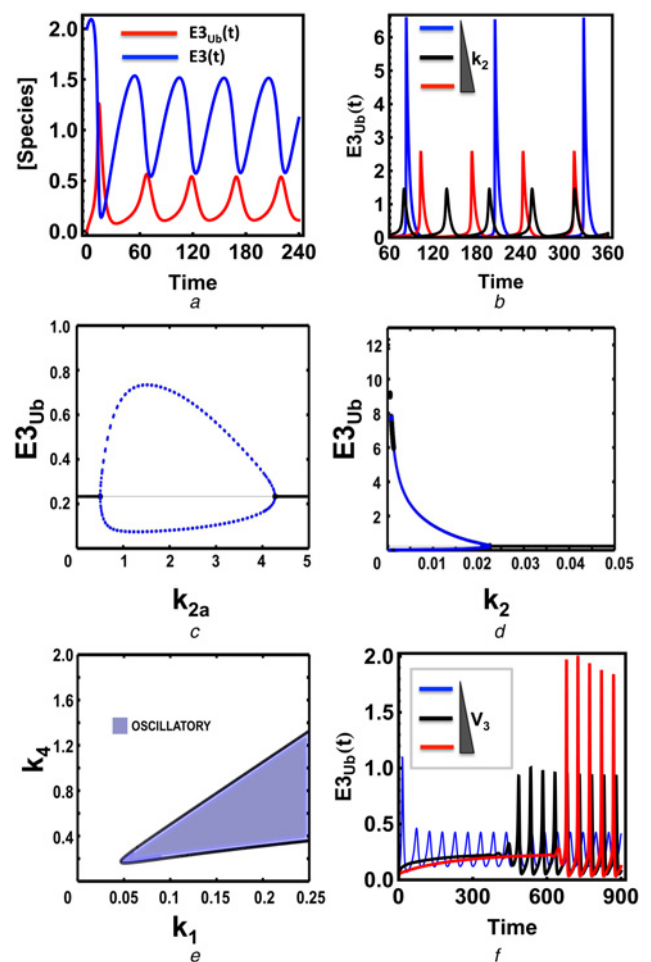 E3Ub(t)
E3(t)
[Species]
2.0
1.5
1.0
0.5
0.0
0 60 120 180 240
Time
a
k2
E3Ub(t)
6
5
4
3
2
1
0
60 120 180 240 300 360
Time
b
E3Ub
1.0
0.8
0.6
0.4
0.2
0 1 2 3 4 5
k2a
c
E3Ub
12
10
8
6
4
2
0 0.01 0.02 0.03 0.04 0.05
k2
d
k4
2.0
1.6
1.2
0.8
0.4
OSCILLATORY
0 0.05 0.10 0.15 0.20 0.25
k1
e
V3
E3Ub(t)
2.0
1.5
1.0
0.5
0.0
0 300 600 900
Time
f